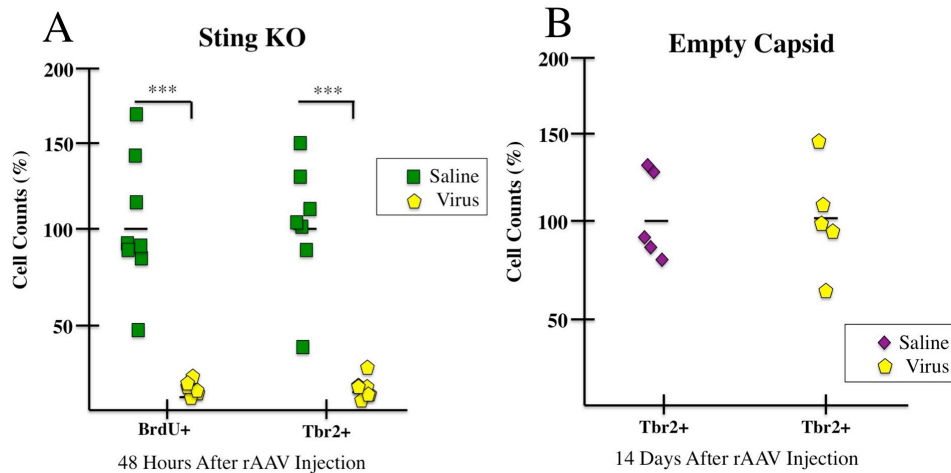 A
Sting KO
Cell Counts (%)
200
150
100
50
***
***
Saline
Virus
BrdU+
Tbr2+
48 Hours After rAAV Injection
B
Empty Capsid
Cell Counts (%)
200
150
100
50
Saline
Virus
Tbr2+
Tbr2+
14 Days After rAAV Injection